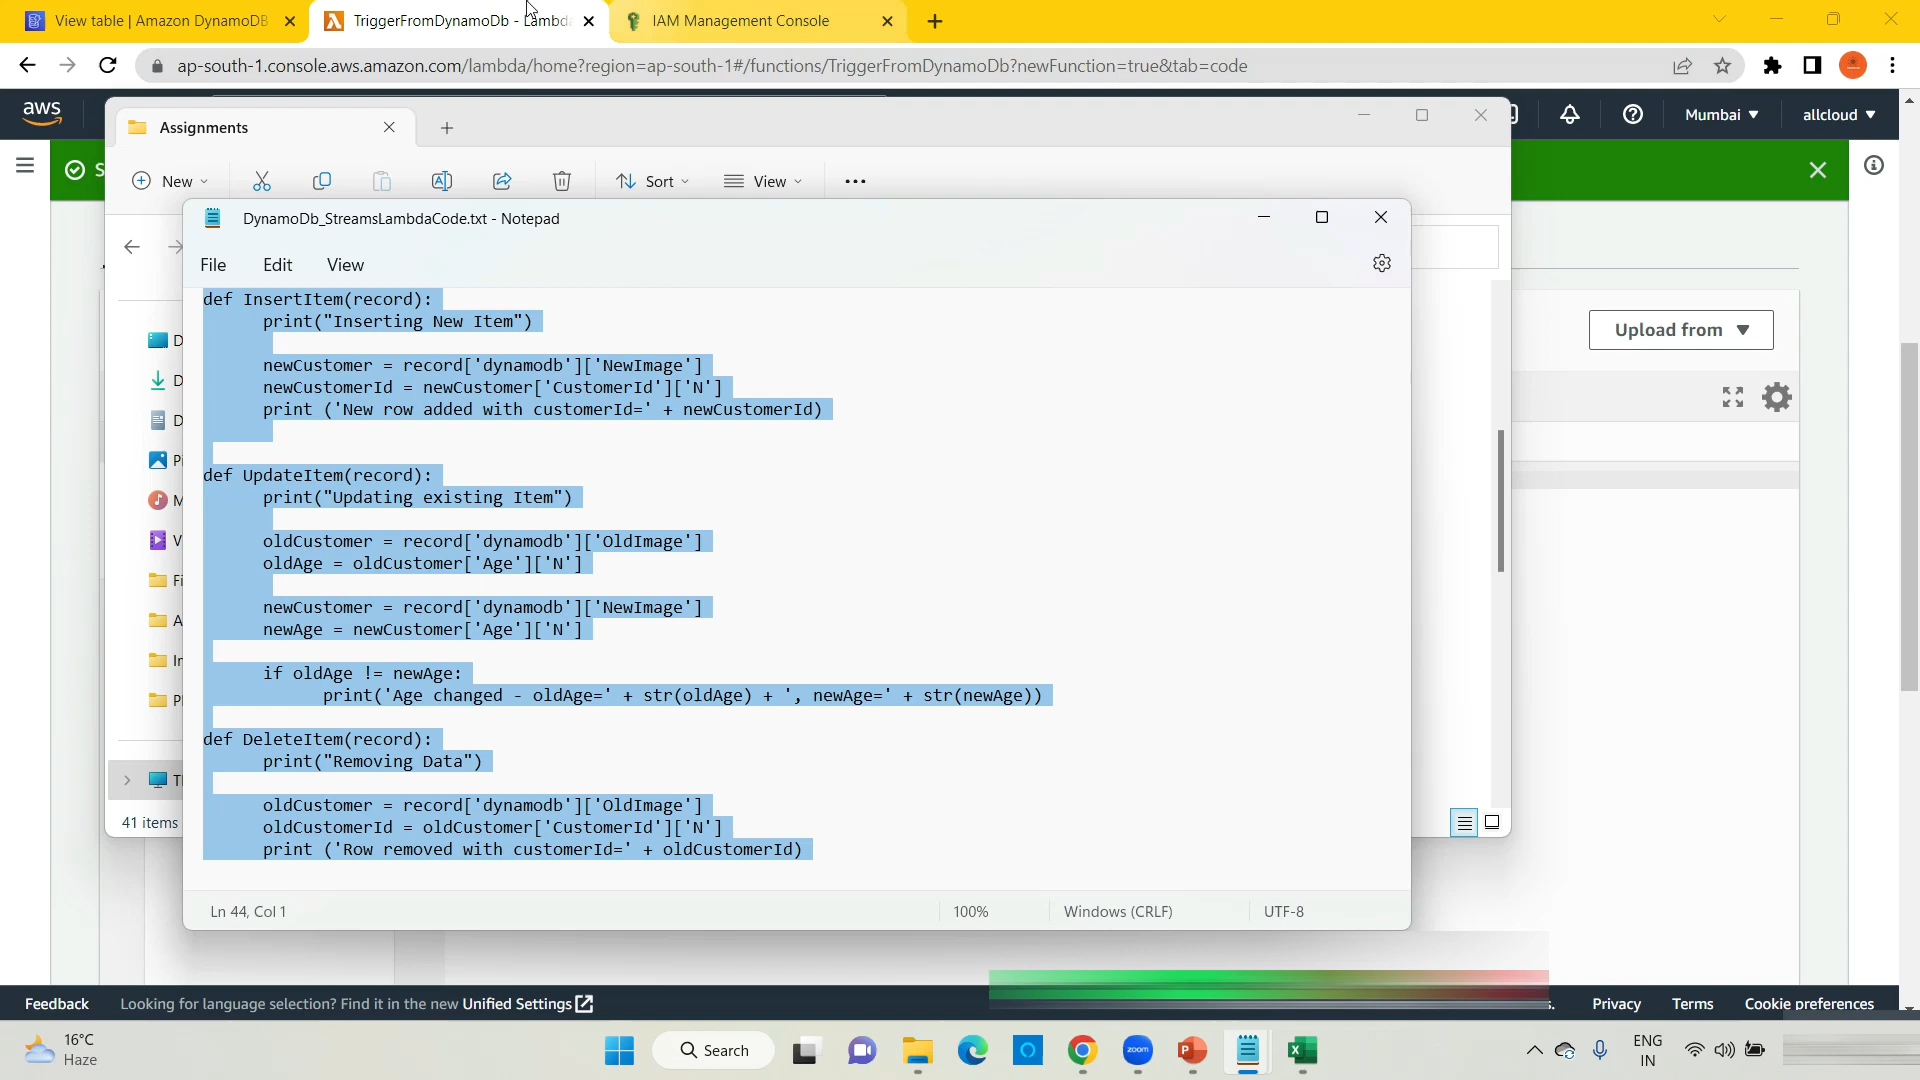 View table | Amazon DynamoDB
TriggerFromDynamoDb - Lambda
IAM Management Console
ap-south-1.console.aws.amazon.com/lambda/home?region=ap-south-1#/functions/TriggerFromDynamoDb?newFunction=true&tab=code
aws
Mumbai
allcloud
Assignments
New
Sort
View
DynamoDb_StreamsLambdaCode.txt - Notepad
File Edit View
Upload from
def InsertItem(record):
print("Inserting New Item")
newCustomer = record['dynamodb']['NewImage']
newCustomerId = newCustomer['CustomerId']['N']
print ('New row added with customerId=' + newCustomerId)
def UpdateItem(record):
print("Updating existing Item")
oldCustomer = record['dynamodb']['OldImage']
oldAge = oldCustomer['Age']['N']
newCustomer = record['dynamodb']['NewImage']
newAge = newCustomer['Age']['N']
if oldAge != newAge:
print('Age changed - oldAge=' + str(oldAge) + ', newAge=' + str(newAge))
def DeleteItem(record):
print("Removing Data")
oldCustomer = record['dynamodb']['OldImage']
oldCustomerId = oldCustomer['CustomerId']['N']
print ('Row removed with customerId=' + oldCustomerId)
41 items
Ln 44, Col 1
100%
Windows (CRLF)
UTF-8
Feedback
Looking for language selection? Find it in the new Unified Settings
Privacy
Terms
Cookie preferences
16°C
Haze
Search
zoom
ENG
IN